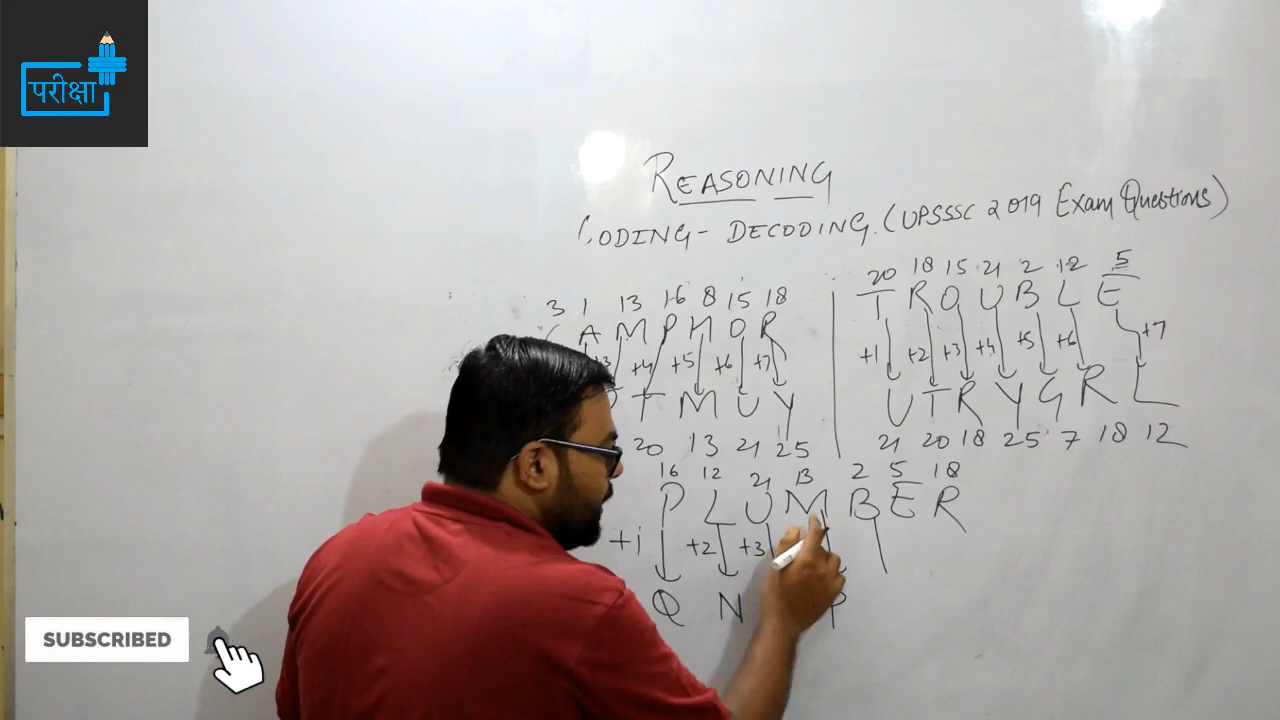 परीक्षा
REASONING
CODING - DECODING. (UPSSSC 2019 Exam Questions)
3 1 13 16 8 15 18
A M P H O R
+3 +4 +5 +6 +7
T M U Y
20 13 21 25
20 18 15 21 2 12 5
T R O U B L E
+1 +2 +3 +4 +5 +6 +7
U T R Y G R L
21 20 18 25 7 18 12
16 12 21 13 2 5 18
P L U M B E R
+1 +2 +3
Q N
SUBSCRIBED